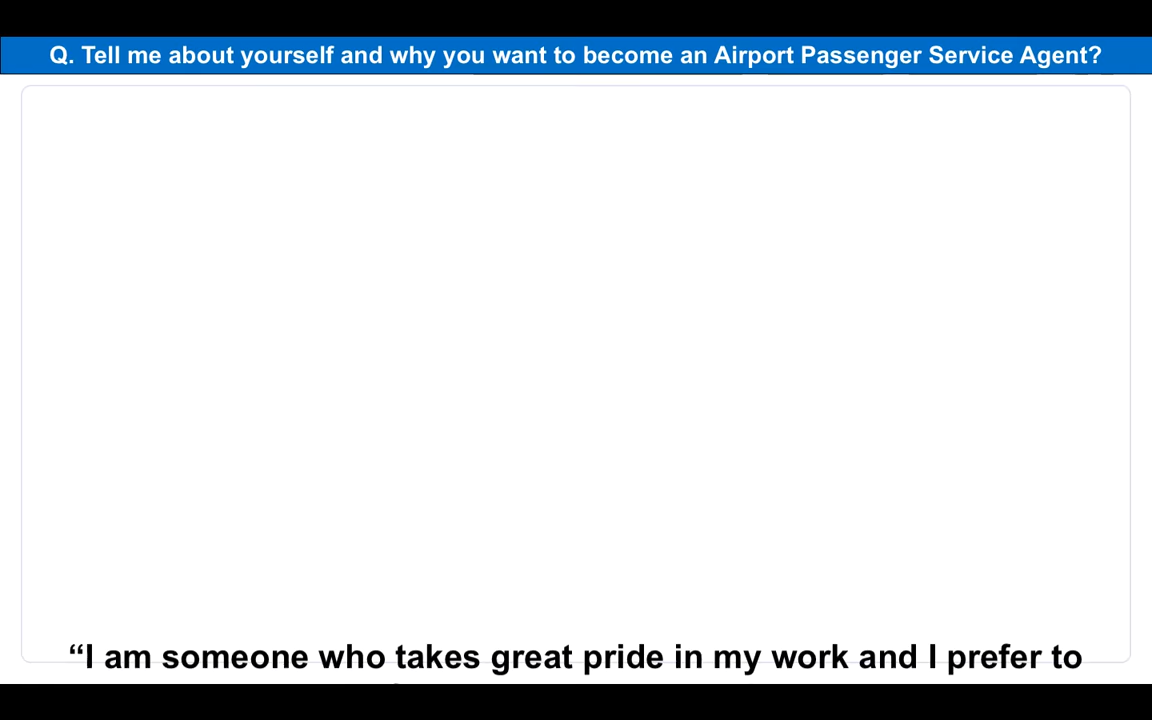 Q. Tell me about yourself and why you want to become an Airport Passenger Service Agent?
“I am someone who takes great pride in my work and I prefer to